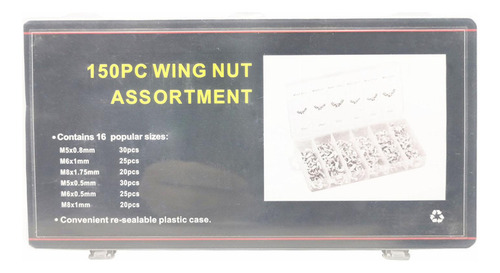 150PC WING NUT
ASSORTMENT
• Contains 16 popular sizes:
M5x0.8mm 30pcs
M6x1mm 25pcs
M8x1.75mm 20pcs
M5x0.5mm 30pcs
M6x0.5mm 25pcs
M8x1mm 20pcs
• Convenient re-sealable plastic case.